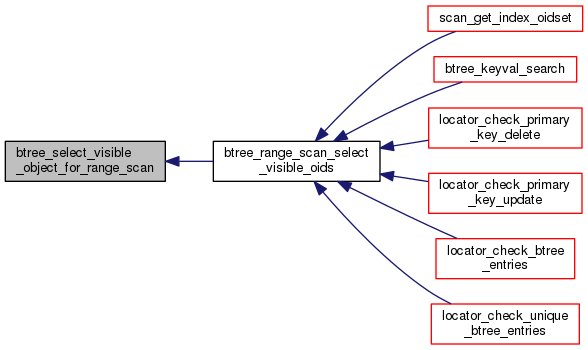 btree_select_visible
_object_for_range_scan
btree_range_scan_select
_visible_oids
scan_get_index_oidset
btree_keyval_search
locator_check_primary
_key_delete
locator_check_primary
_key_update
locator_check_btree
_entries
locator_check_unique
_btree_entries